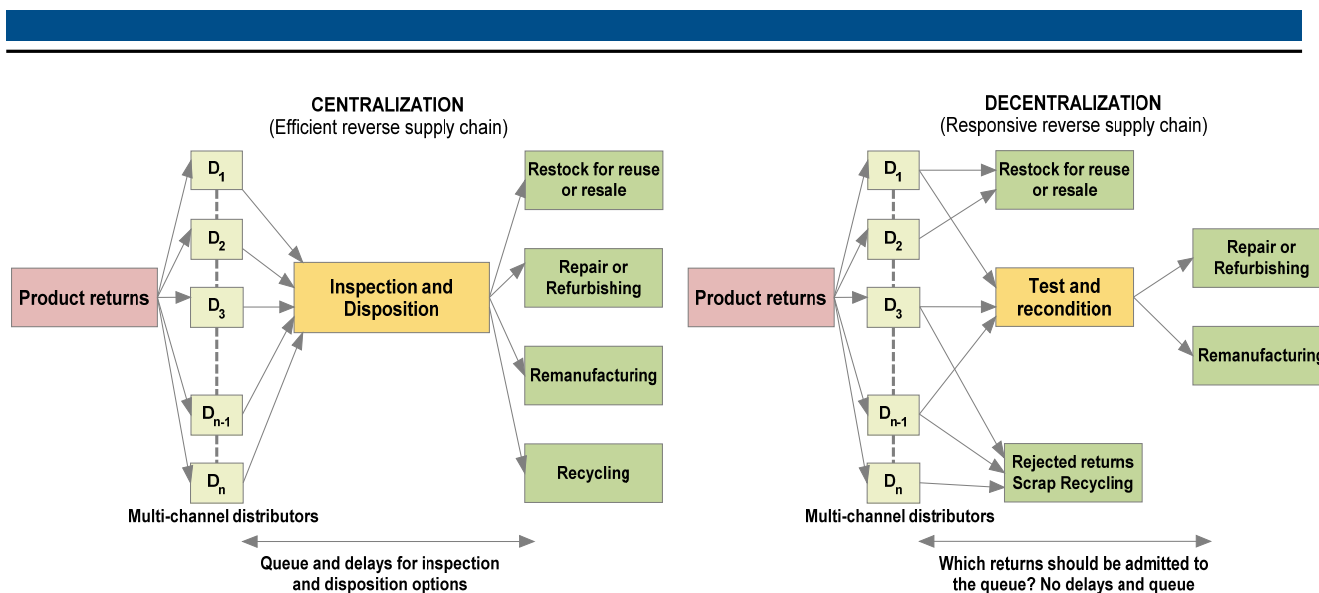 CENTRALIZATION
(Efficient reverse supply chain)
Product returns
D1
D2
D3
Dn-1
Dn
Multi-channel distributors
Inspection and
Disposition
Restock for reuse
or resale
Repair or
Refurbishing
Remanufacturing
Recycling
Queue and delays for inspection
and disposition options
DECENTRALIZATION
(Responsive reverse supply chain)
Product returns
D1
D2
D3
Dn-1
Dn
Multi-channel distributors
Restock for reuse
or resale
Test and
recondition
Rejected returns
Scrap Recycling
Repair or
Refurbishing
Remanufacturing
Which returns should be admitted to
the queue? No delays and queue